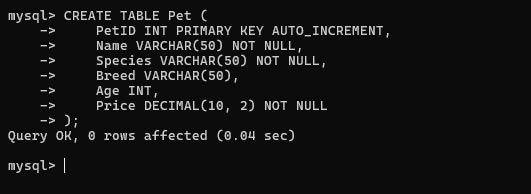 mysql> CREATE TABLE Pet (
    ->     PetID INT PRIMARY KEY AUTO_INCREMENT,
    ->     Name VARCHAR(50) NOT NULL,
    ->     Species VARCHAR(50) NOT NULL,
    ->     Breed VARCHAR(50),
    ->     Age INT,
    ->     Price DECIMAL(10, 2) NOT NULL
    -> );
Query OK, 0 rows affected (0.04 sec)
mysql>